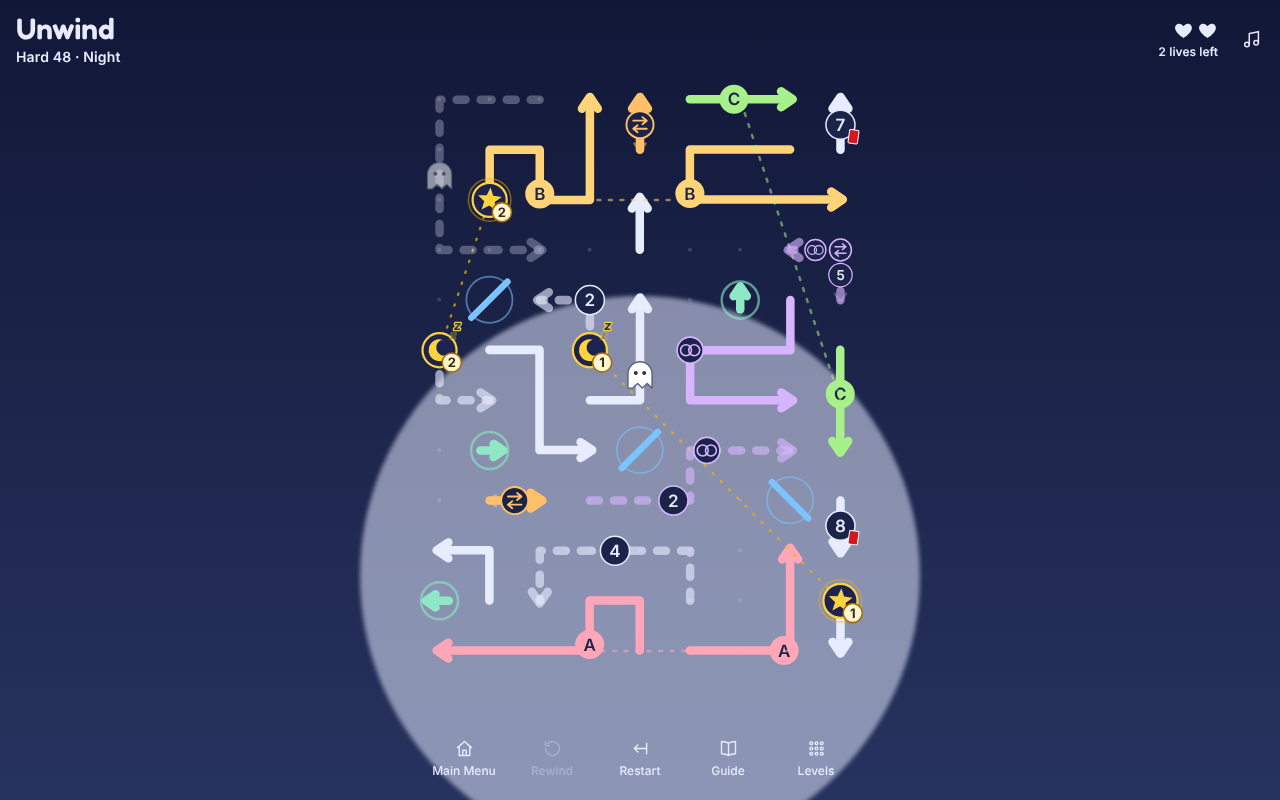 Unwind
Hard 48 · Night
2 lives left
C
7
B
B
2
5
2
z
z
2
1
C
2
8
4
1
A
A
Main Menu
Rewind
Restart
Guide
Levels